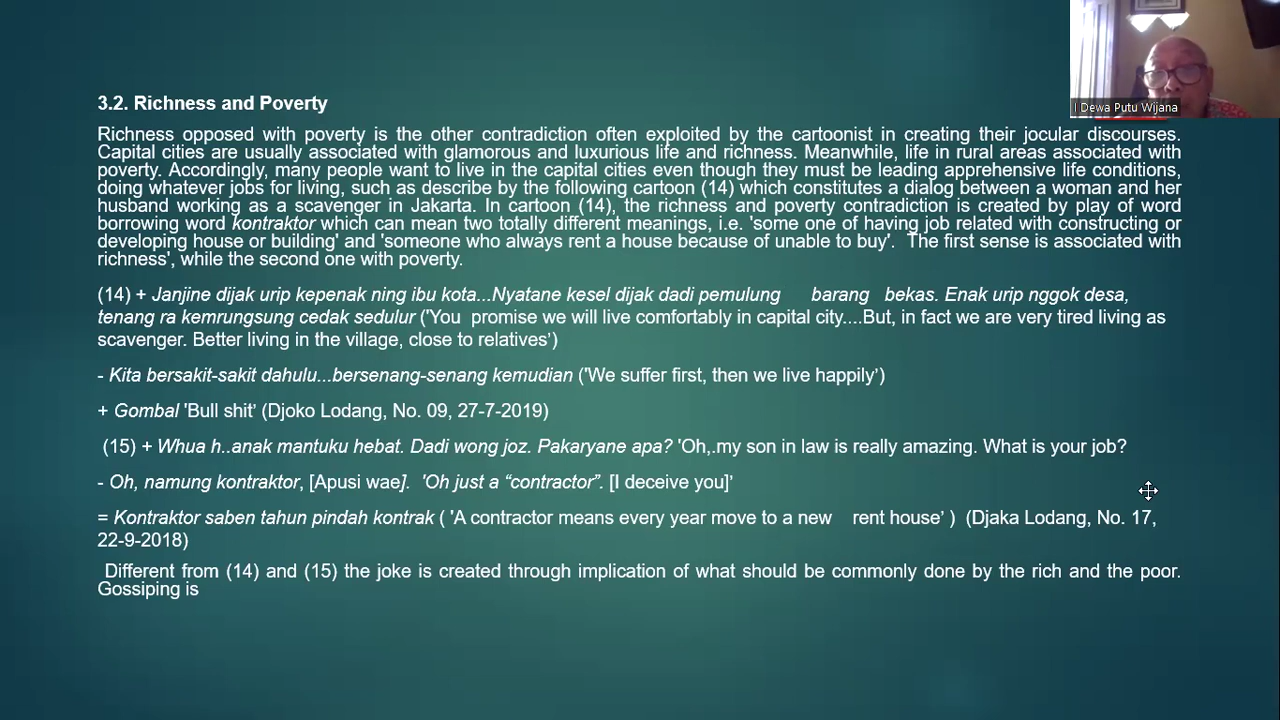 I Dewa Putu Wijana
3.2. Richness and Poverty
Richness opposed with poverty is the other contradiction often exploited by the cartoonist in creating their jocular discourses.
Capital cities are usually associated with glamorous and luxurious life and richness. Meanwhile, life in rural areas associated with
poverty. Accordingly, many people want to live in the capital cities even though they must be leading apprehensive life conditions,
doing whatever jobs for living, such as describe by the following cartoon (14) which constitutes a dialog between a woman and her
husband working as a scavenger in Jakarta. In cartoon (14), the richness and poverty contradiction is created by play of word
borrowing word kontraktor which can mean two totally different meanings, i.e. 'some one of having job related with constructing or
developing house or building' and 'someone who always rent a house because of unable to buy'. The first sense is associated with
richness', while the second one with poverty.
(14) + Janjine dijak urip kepenak ning ibu kota...Nyatane kesel dijak dadi pemulung barang bekas. Enak urip nggok desa,
tenang ra kemrungsung cedak sedulur ('You promise we will live comfortably in capital city....But, in fact we are very tired living as
scavenger. Better living in the village, close to relatives’)
- Kita bersakit-sakit dahulu...bersenang-senang kemudian ('We suffer first, then we live happily’)
+ Gombal 'Bull shit’ (Djoko Lodang, No. 09, 27-7-2019)
(15) + Whua h..anak mantuku hebat. Dadi wong joz. Pakaryane apa? 'Oh,.my son in law is really amazing. What is your job?
- Oh, namung kontraktor, [Apusi wae]. 'Oh just a “contractor”. [I deceive you]’
= Kontraktor saben tahun pindah kontrak ( 'A contractor means every year move to a new rent house’ ) (Djaka Lodang, No. 17,
22-9-2018)
Different from (14) and (15) the joke is created through implication of what should be commonly done by the rich and the poor.
Gossiping is